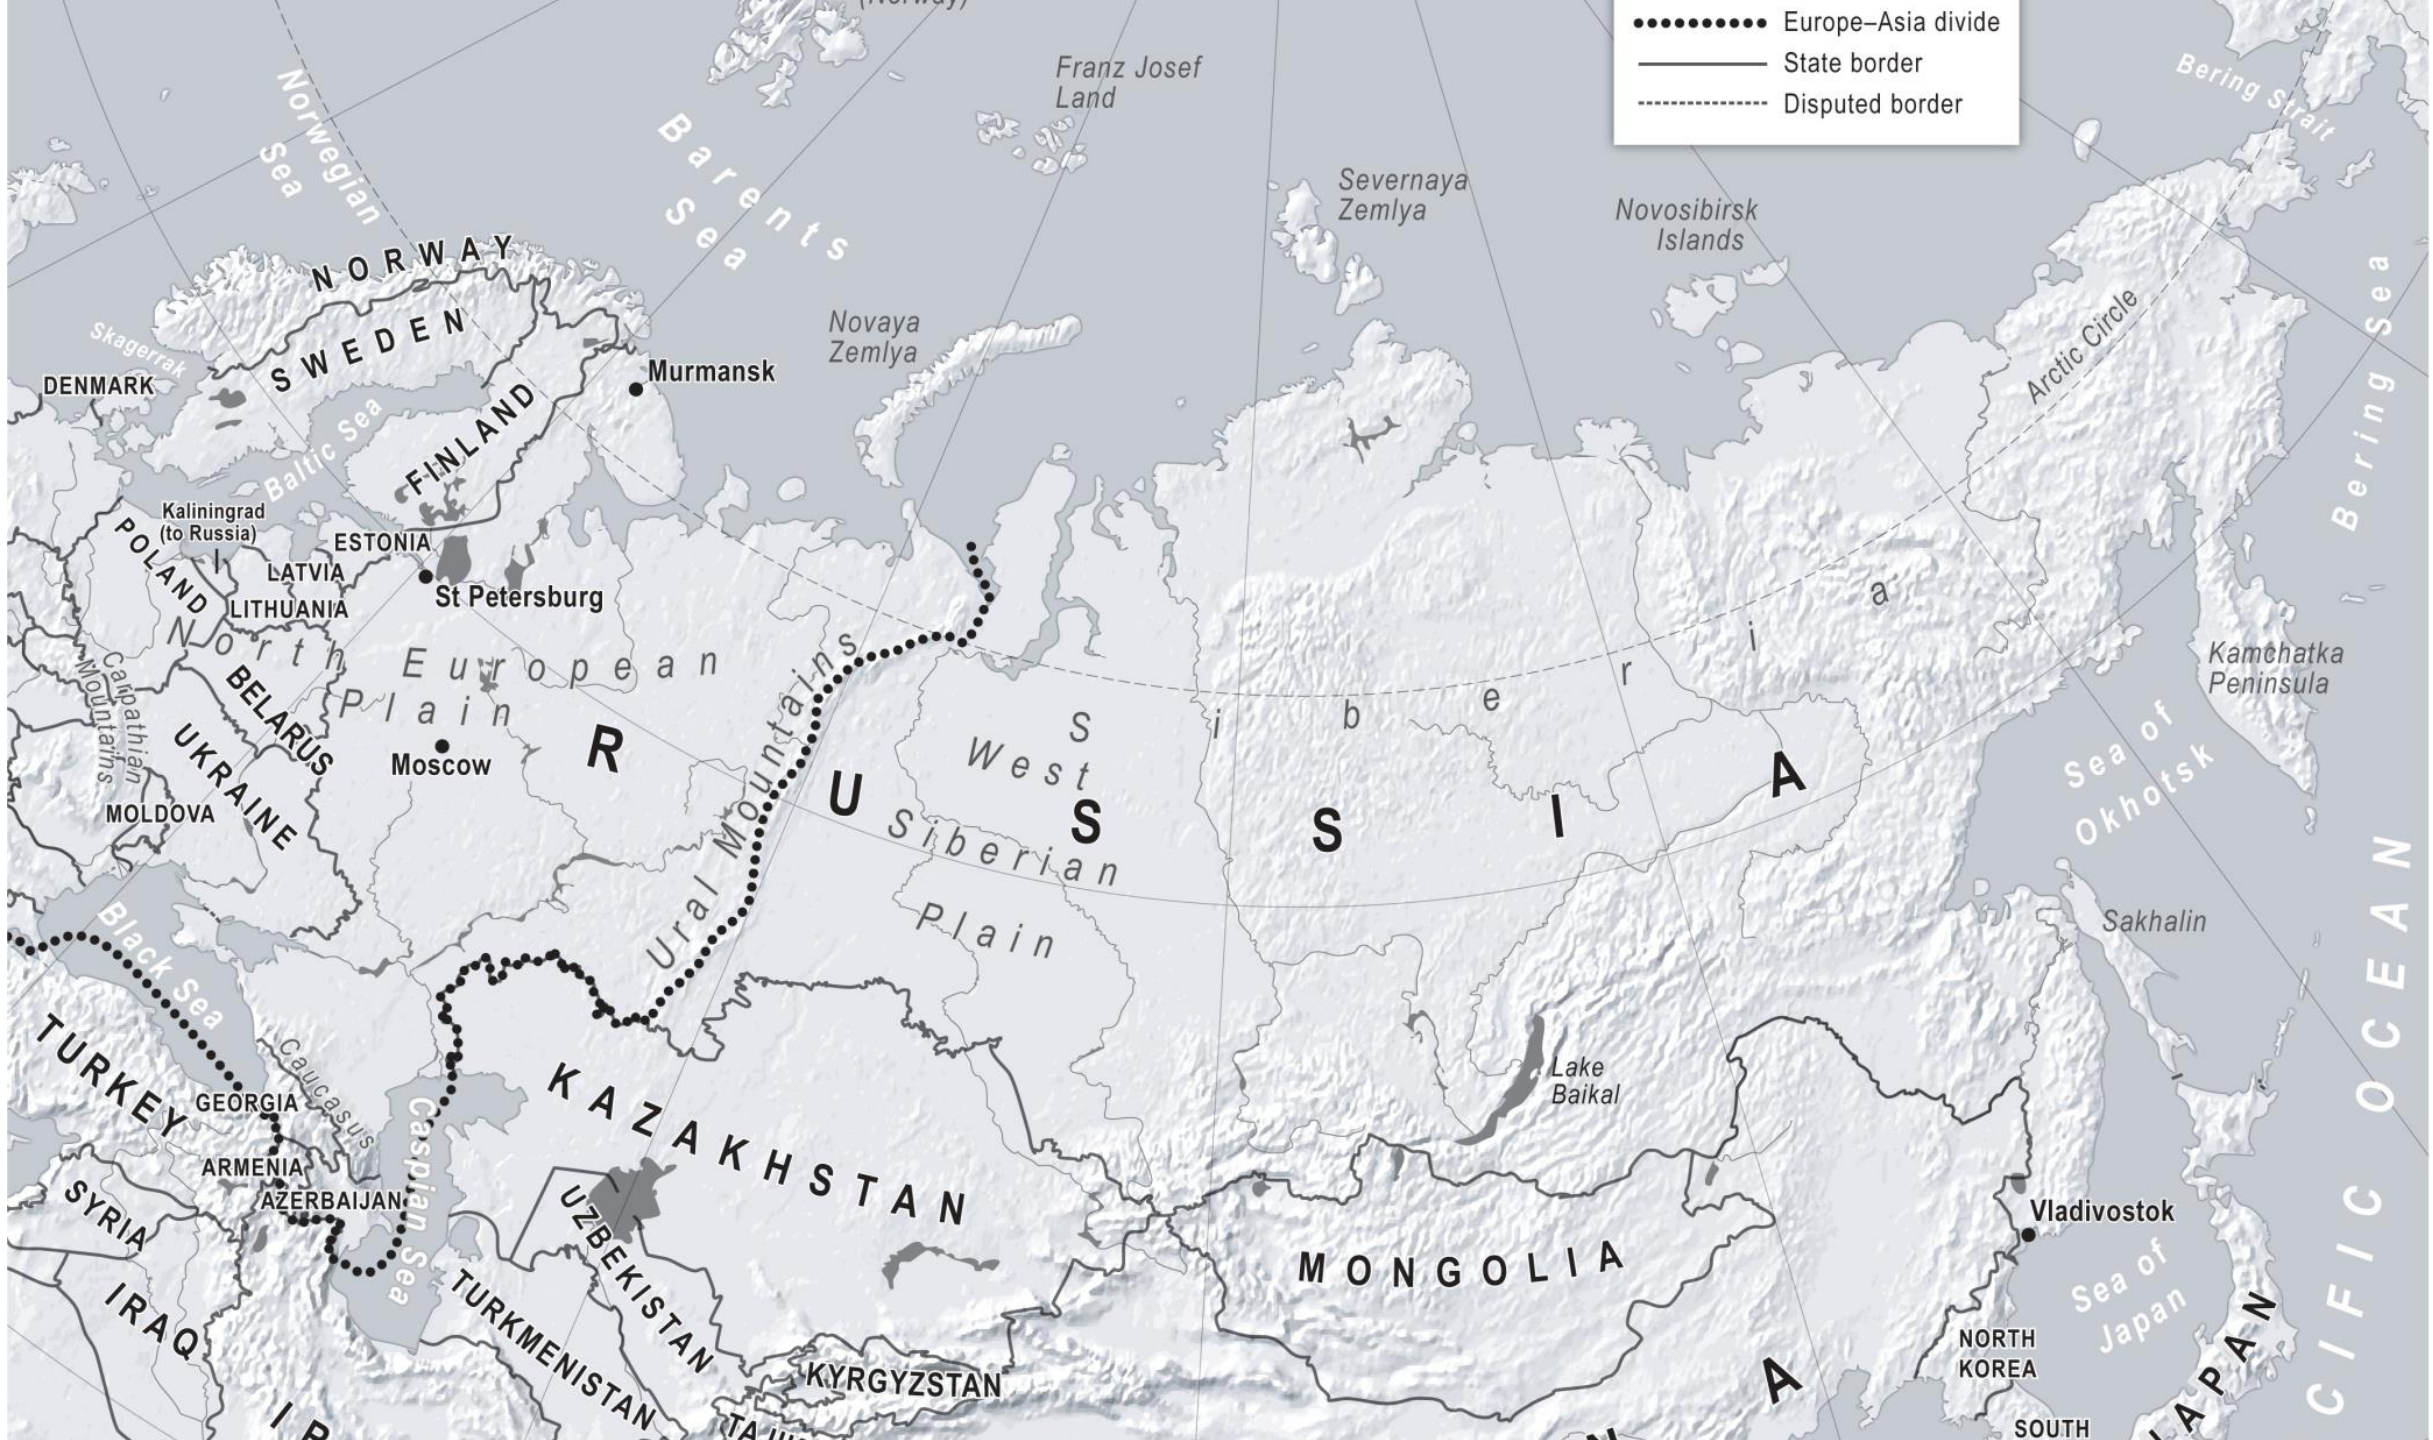 (Norway)
Europe–Asia divide
State border
Disputed border
Bering Strait
Norwegian
Sea
Barents
Sea
Franz Josef
Land
Severnaya
Zemlya
Novosibirsk
Islands
NORWAY
SWEDEN
Skagerrak
DENMARK
FINLAND
Baltic Sea
Murmansk
Novaya
Zemlya
Arctic Circle
Bering Sea
Kaliningrad
(to Russia)
POLAND
ESTONIA
LATVIA
LITHUANIA
St Petersburg
North
European
Plain
Carpathian
Mountains
BELARUS
UKRAINE
MOLDOVA
Moscow
Ural Mountains
RUSSIA
Siberia
West
Siberian
Plain
Kamchatka
Peninsula
Sea of
Okhotsk
Sakhalin
Black Sea
Caucasus
TURKEY
GEORGIA
ARMENIA
AZERBAIJAN
Caspian Sea
SYRIA
IRAQ
KAZAKHSTAN
UZBEKISTAN
TURKMENISTAN
KYRGYZSTAN
Lake
Baikal
MONGOLIA
Vladivostok
Sea of
Japan
NORTH
KOREA
SOUTH
JAPAN
CIFIC OCEAN
A